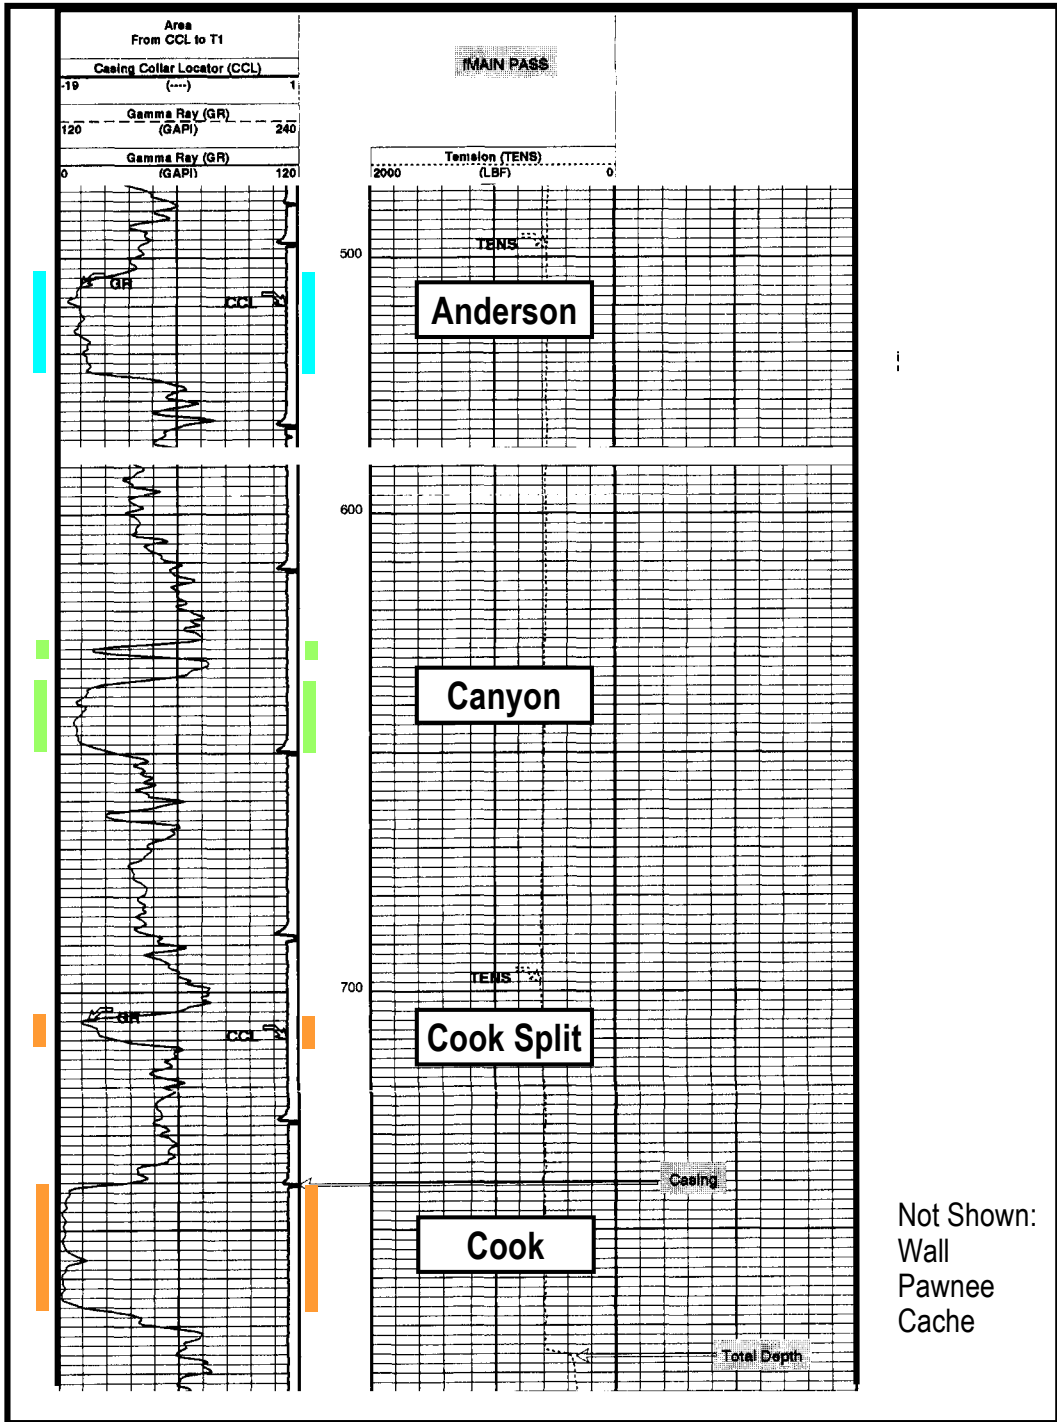 Area
From CCL to T1
Casing Collar Locator (CCL)
-19 (----) 1
Gamma Ray (GR)
120 (GAPI) 240
Gamma Ray (GR)
0 (GAPI) 120
MAIN PASS
Temsion (TENS)
2000 (LBF) 0
TENS
500
GR
CCL
Anderson
600
Canyon
TENS
700
GR
CCL
Cook Split
Casing
Cook
Total Depth
Not Shown:
Wall
Pawnee
Cache